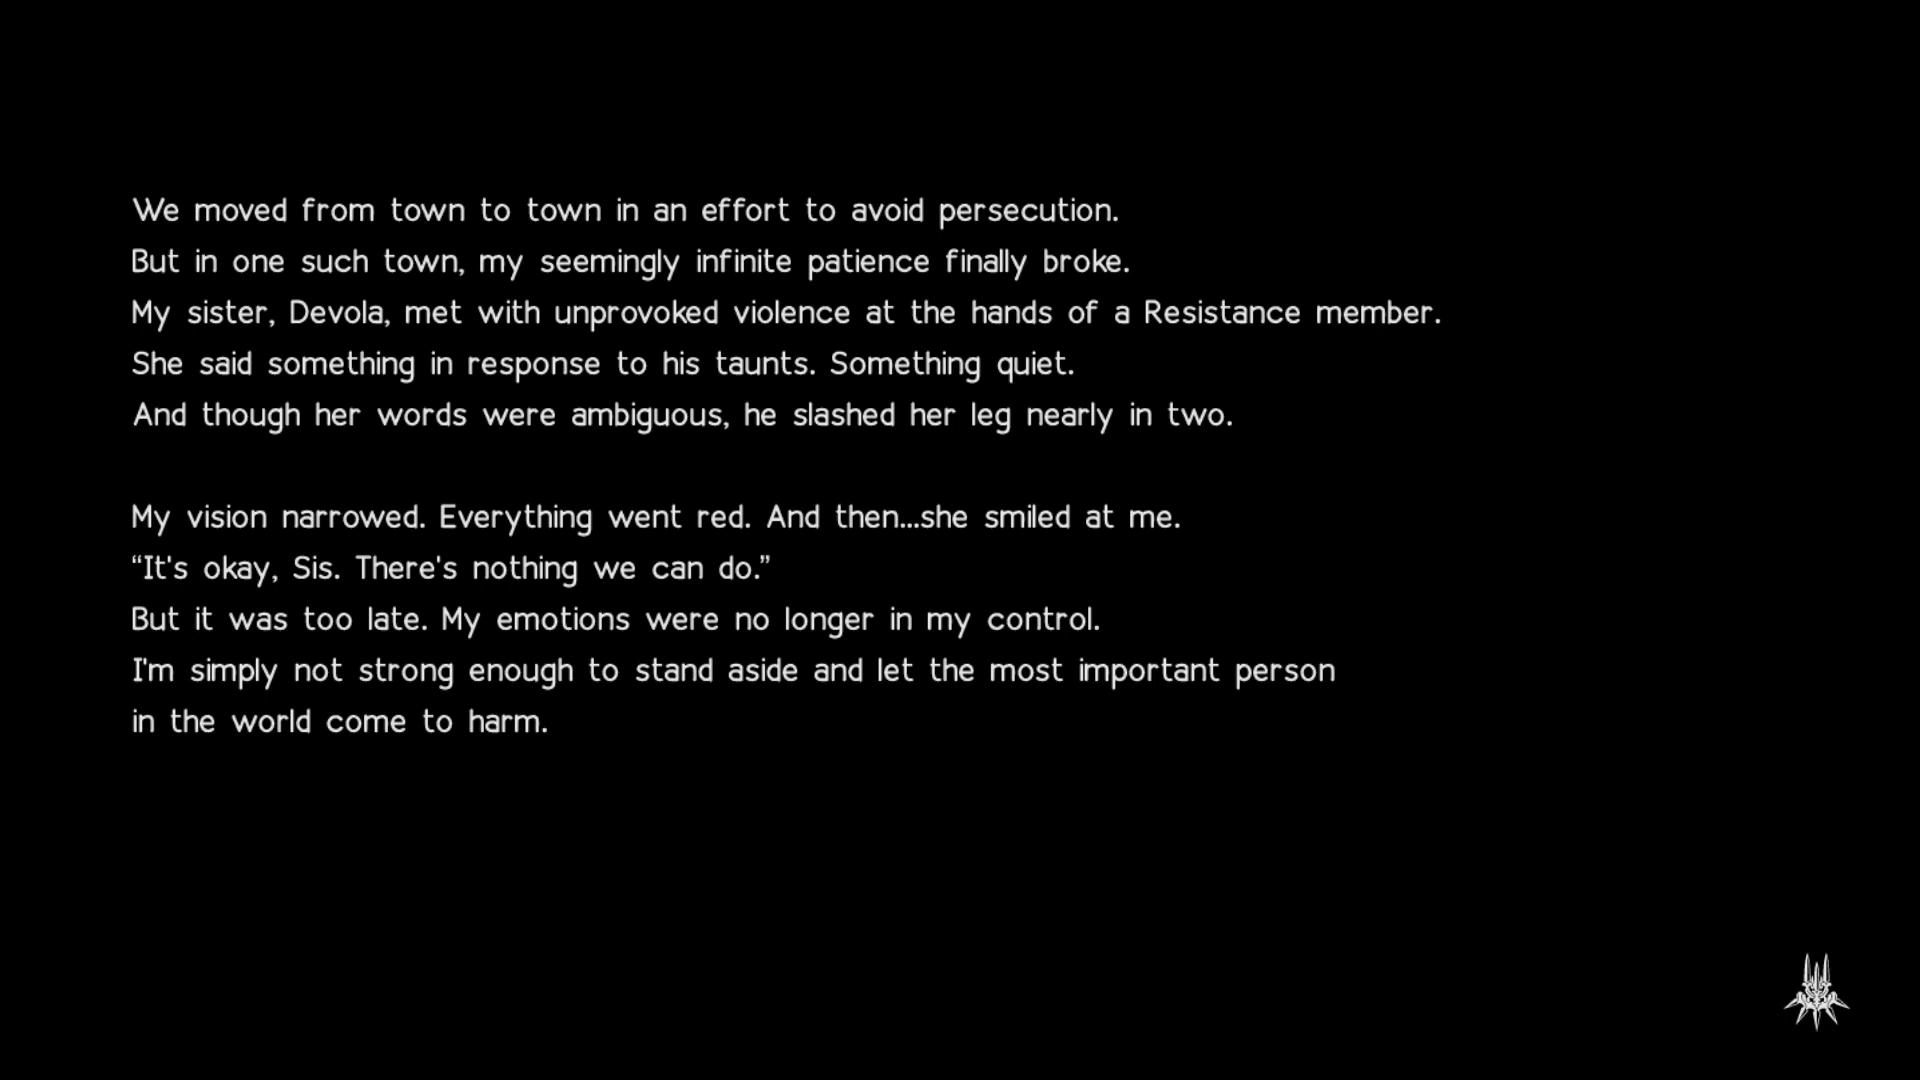 We moved from town to town in an effort to avoid persecution.
But in one such town, my seemingly infinite patience finally broke.
My sister, Devola, met with unprovoked violence at the hands of a Resistance member.
She said something in response to his taunts. Something quiet.
And though her words were ambiguous, he slashed her leg nearly in two.
My vision narrowed. Everything went red. And then...she smiled at me.
“It's okay, Sis. There's nothing we can do.”
But it was too late. My emotions were no longer in my control.
I'm simply not strong enough to stand aside and let the most important person
in the world come to harm.